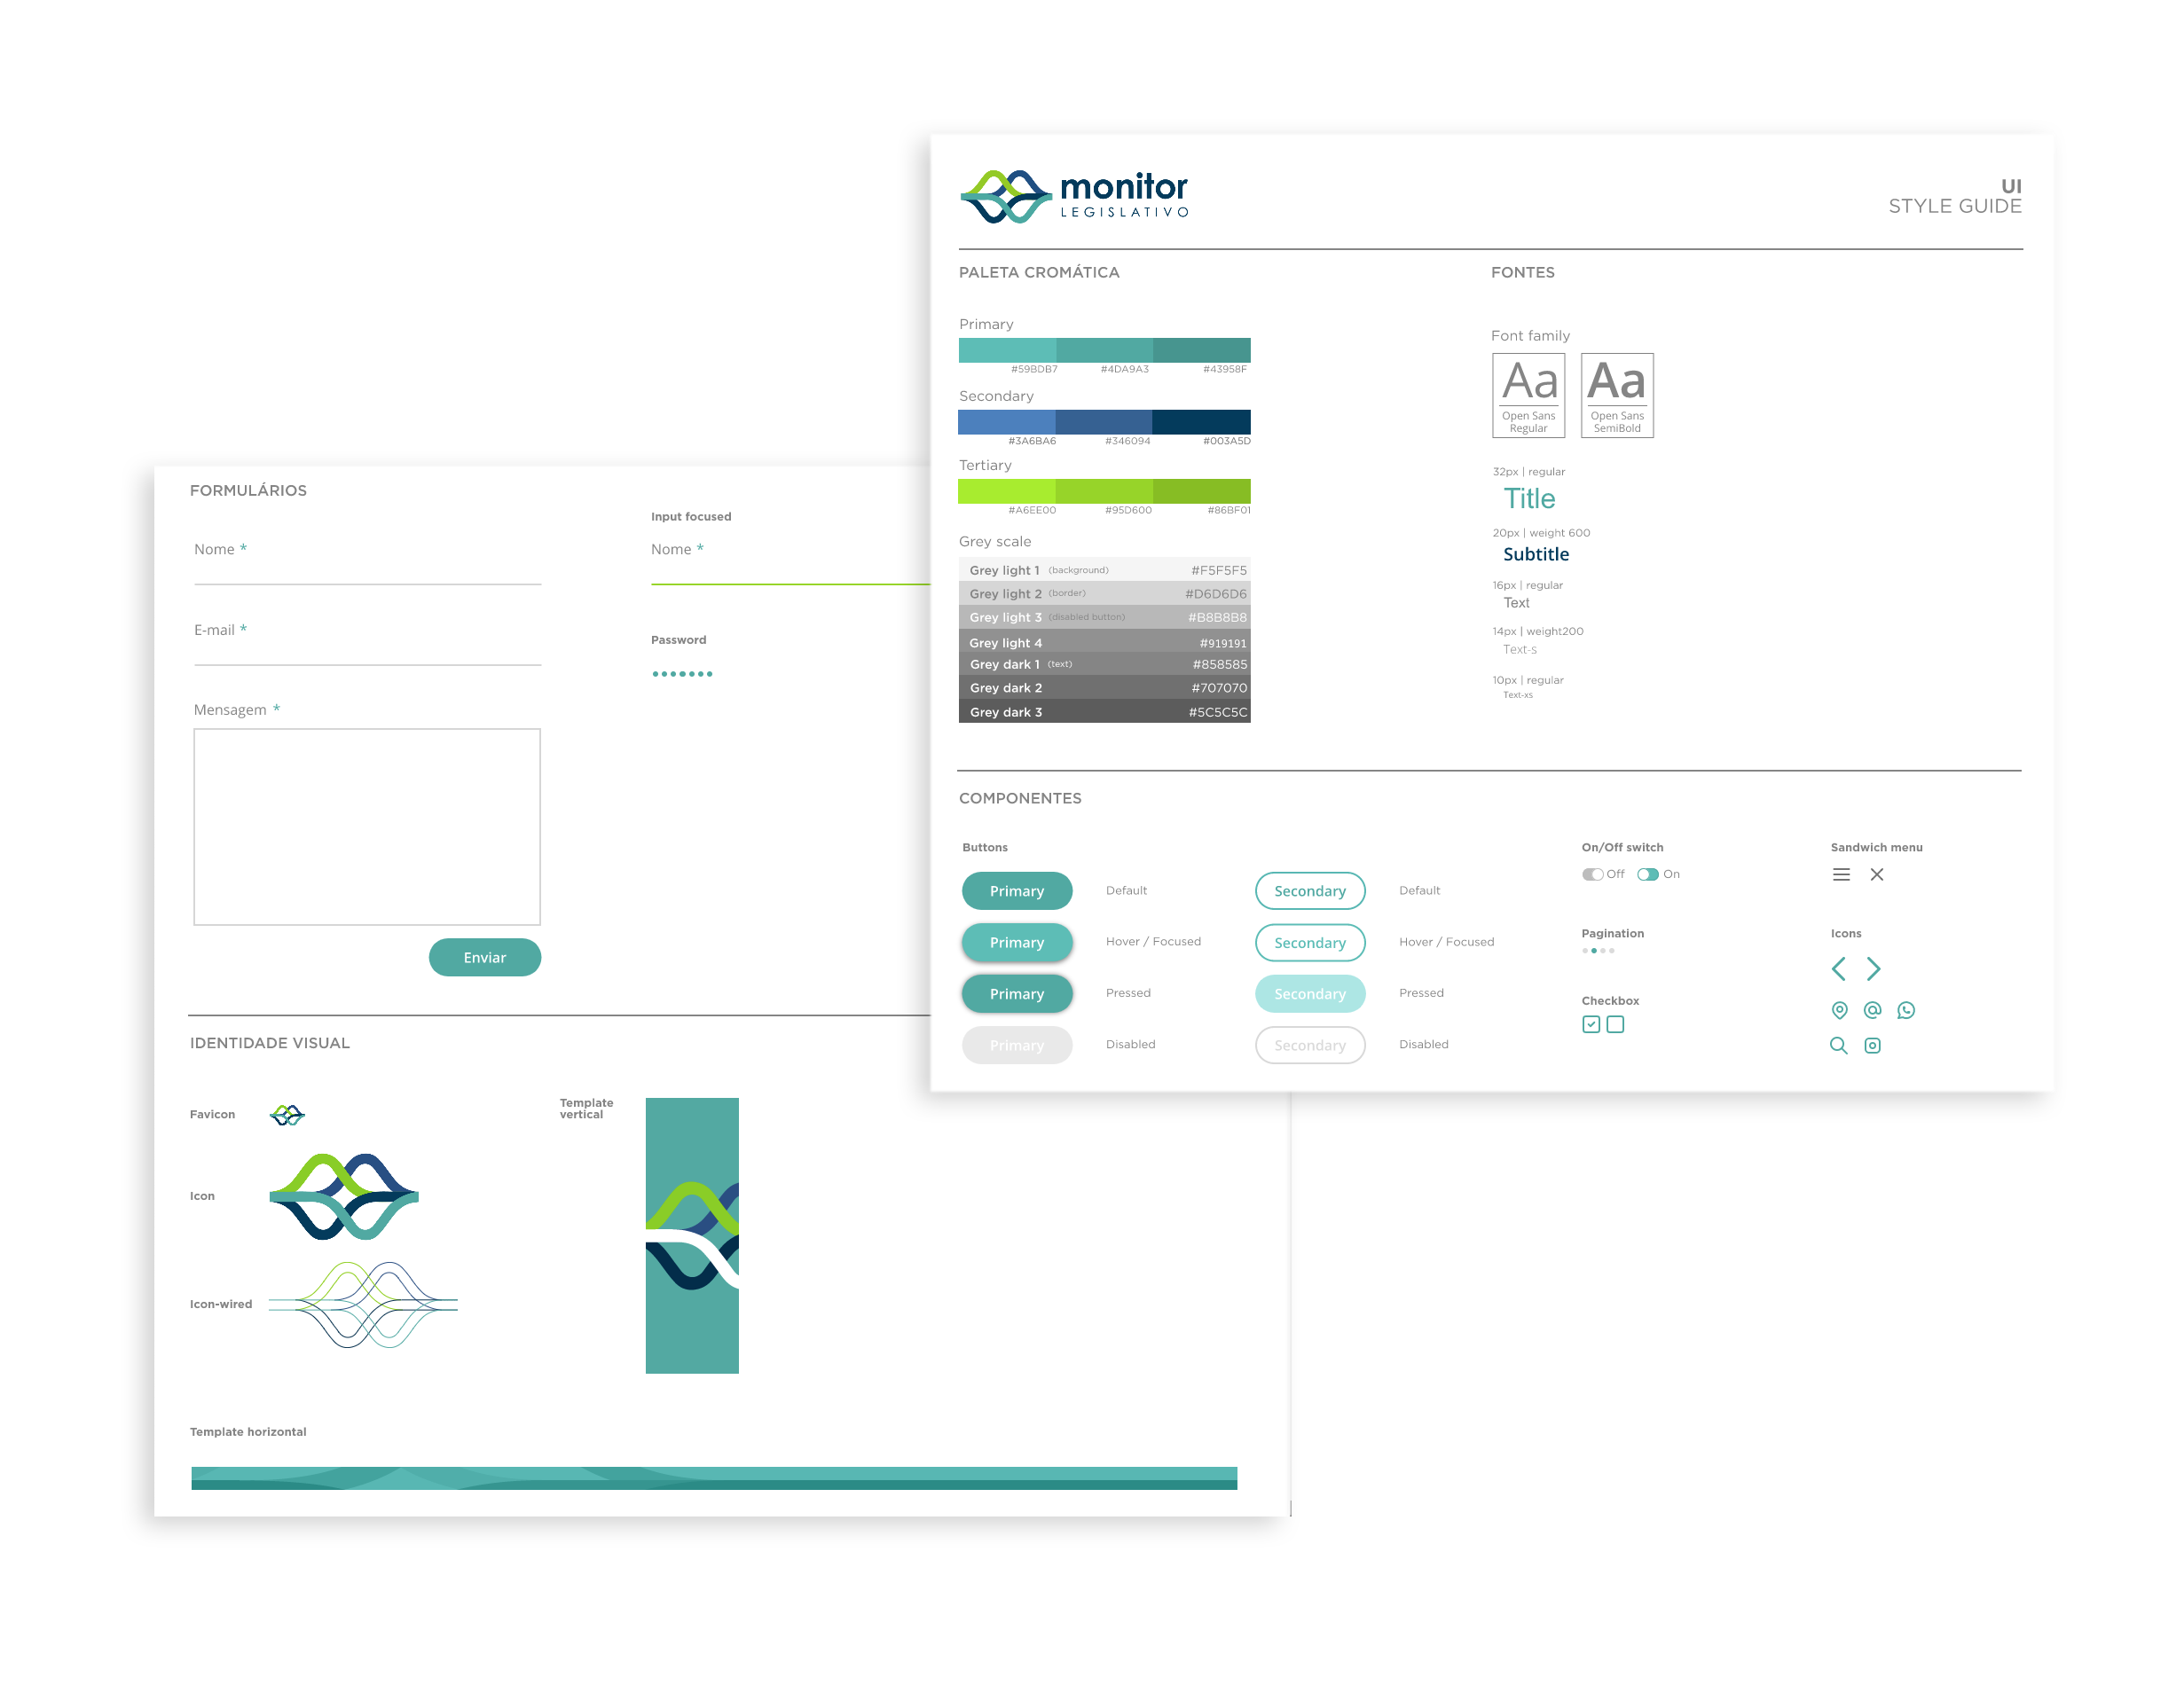 monitor
LEGISLATIVO
UI
STYLE GUIDE
PALETA CROMÁTICA
Primary
#59BDB7 #4DA9A3 #43958F
Secondary
#3A6BA6 #346094 #003A5D
Tertiary
#A6EE00 #95D600 #86BF01
Grey scale
Grey light 1 (background) #F5F5F5
Grey light 2 (border) #D6D6D6
Grey light 3 (disabled button) #B8B8B8
Grey light 4 #919191
Grey dark 1 (text) #858585
Grey dark 2 #707070
Grey dark 3 #5C5C5C
FONTES
Font family
Aa
Open Sans
Regular
Aa
Open Sans
SemiBold
32px | regular
Title
20px | weight 600
Subtitle
16px | regular
Text
14px | weight200
Text-s
10px | regular
Text-xs
COMPONENTES
Buttons
Primary Default
Primary Hover / Focused
Primary Pressed
Primary Disabled
Secondary Default
Secondary Hover / Focused
Secondary Pressed
Secondary Disabled
On/Off switch
Off On
Pagination
Checkbox
Sandwich menu
Icons
FORMULÁRIOS
Nome *
E-mail *
Mensagem *
Enviar
Input focused
Nome *
Password
IDENTIDADE VISUAL
Favicon
Icon
Icon-wired
Template
vertical
Template horizontal